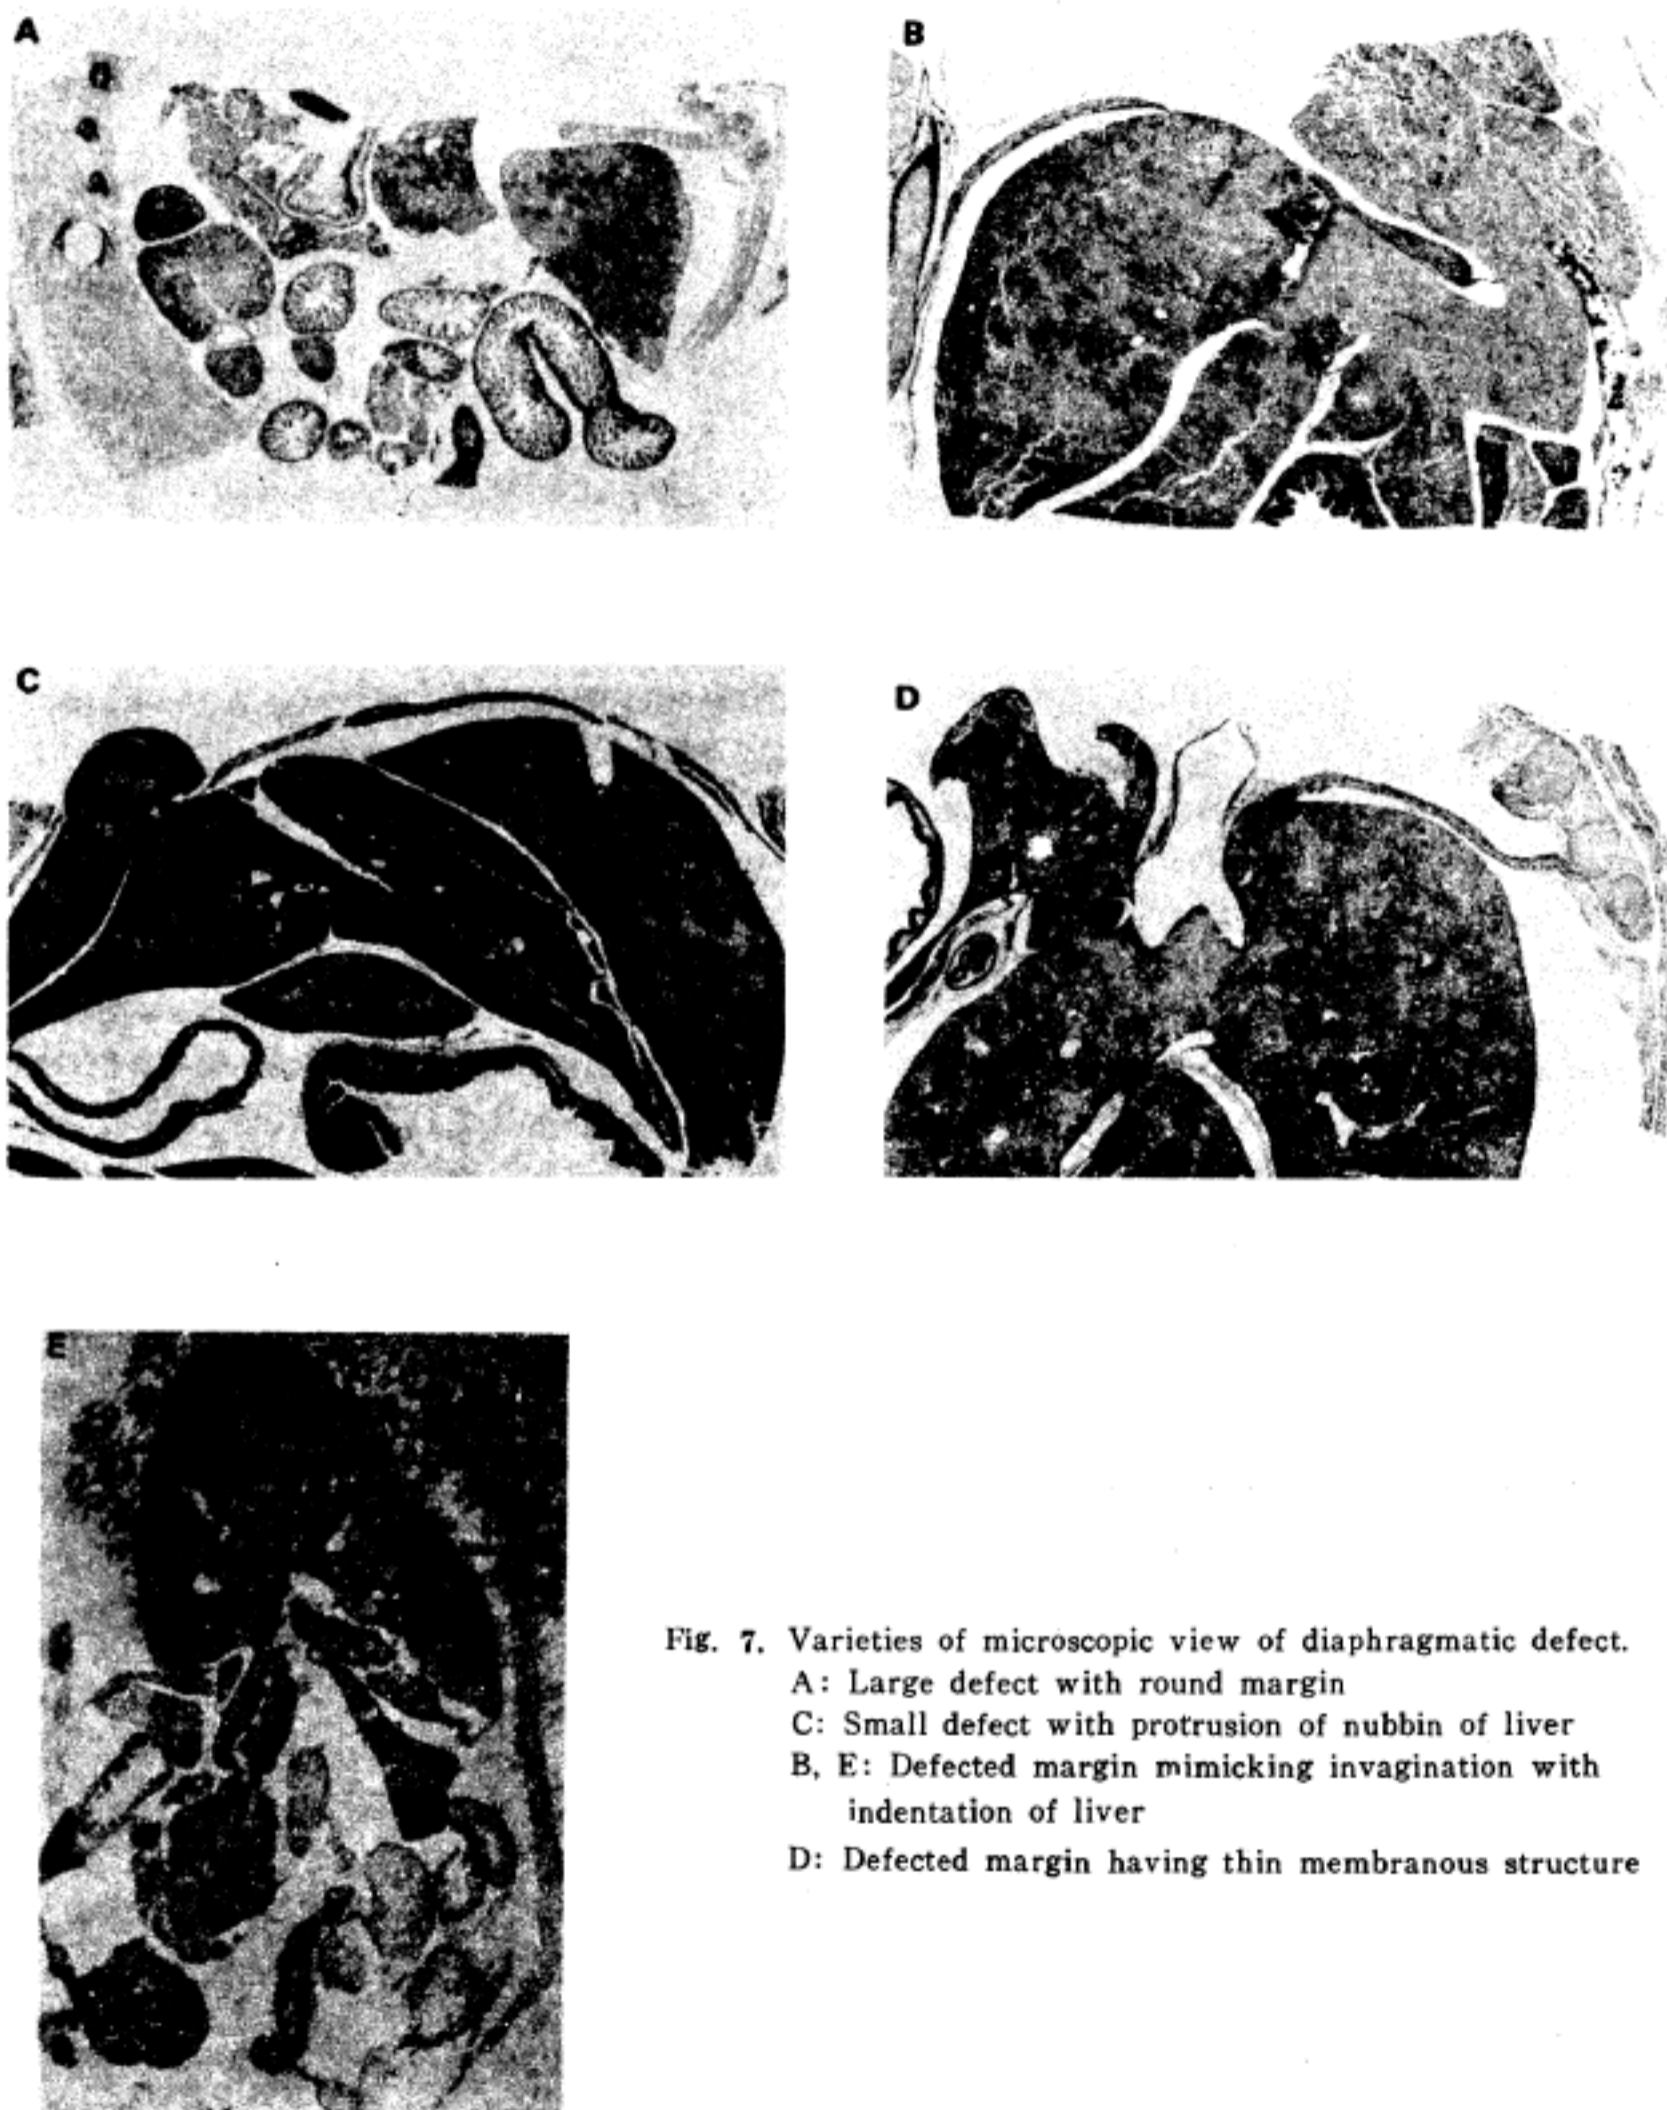 A
B
C
D
E
Fig. 7. Varieties of microscopic view of diaphragmatic defect.
A: Large defect with round margin
C: Small defect with protrusion of nubbin of liver
B, E: Defected margin mimicking invagination with
indentation of liver
D: Defected margin having thin membranous structure